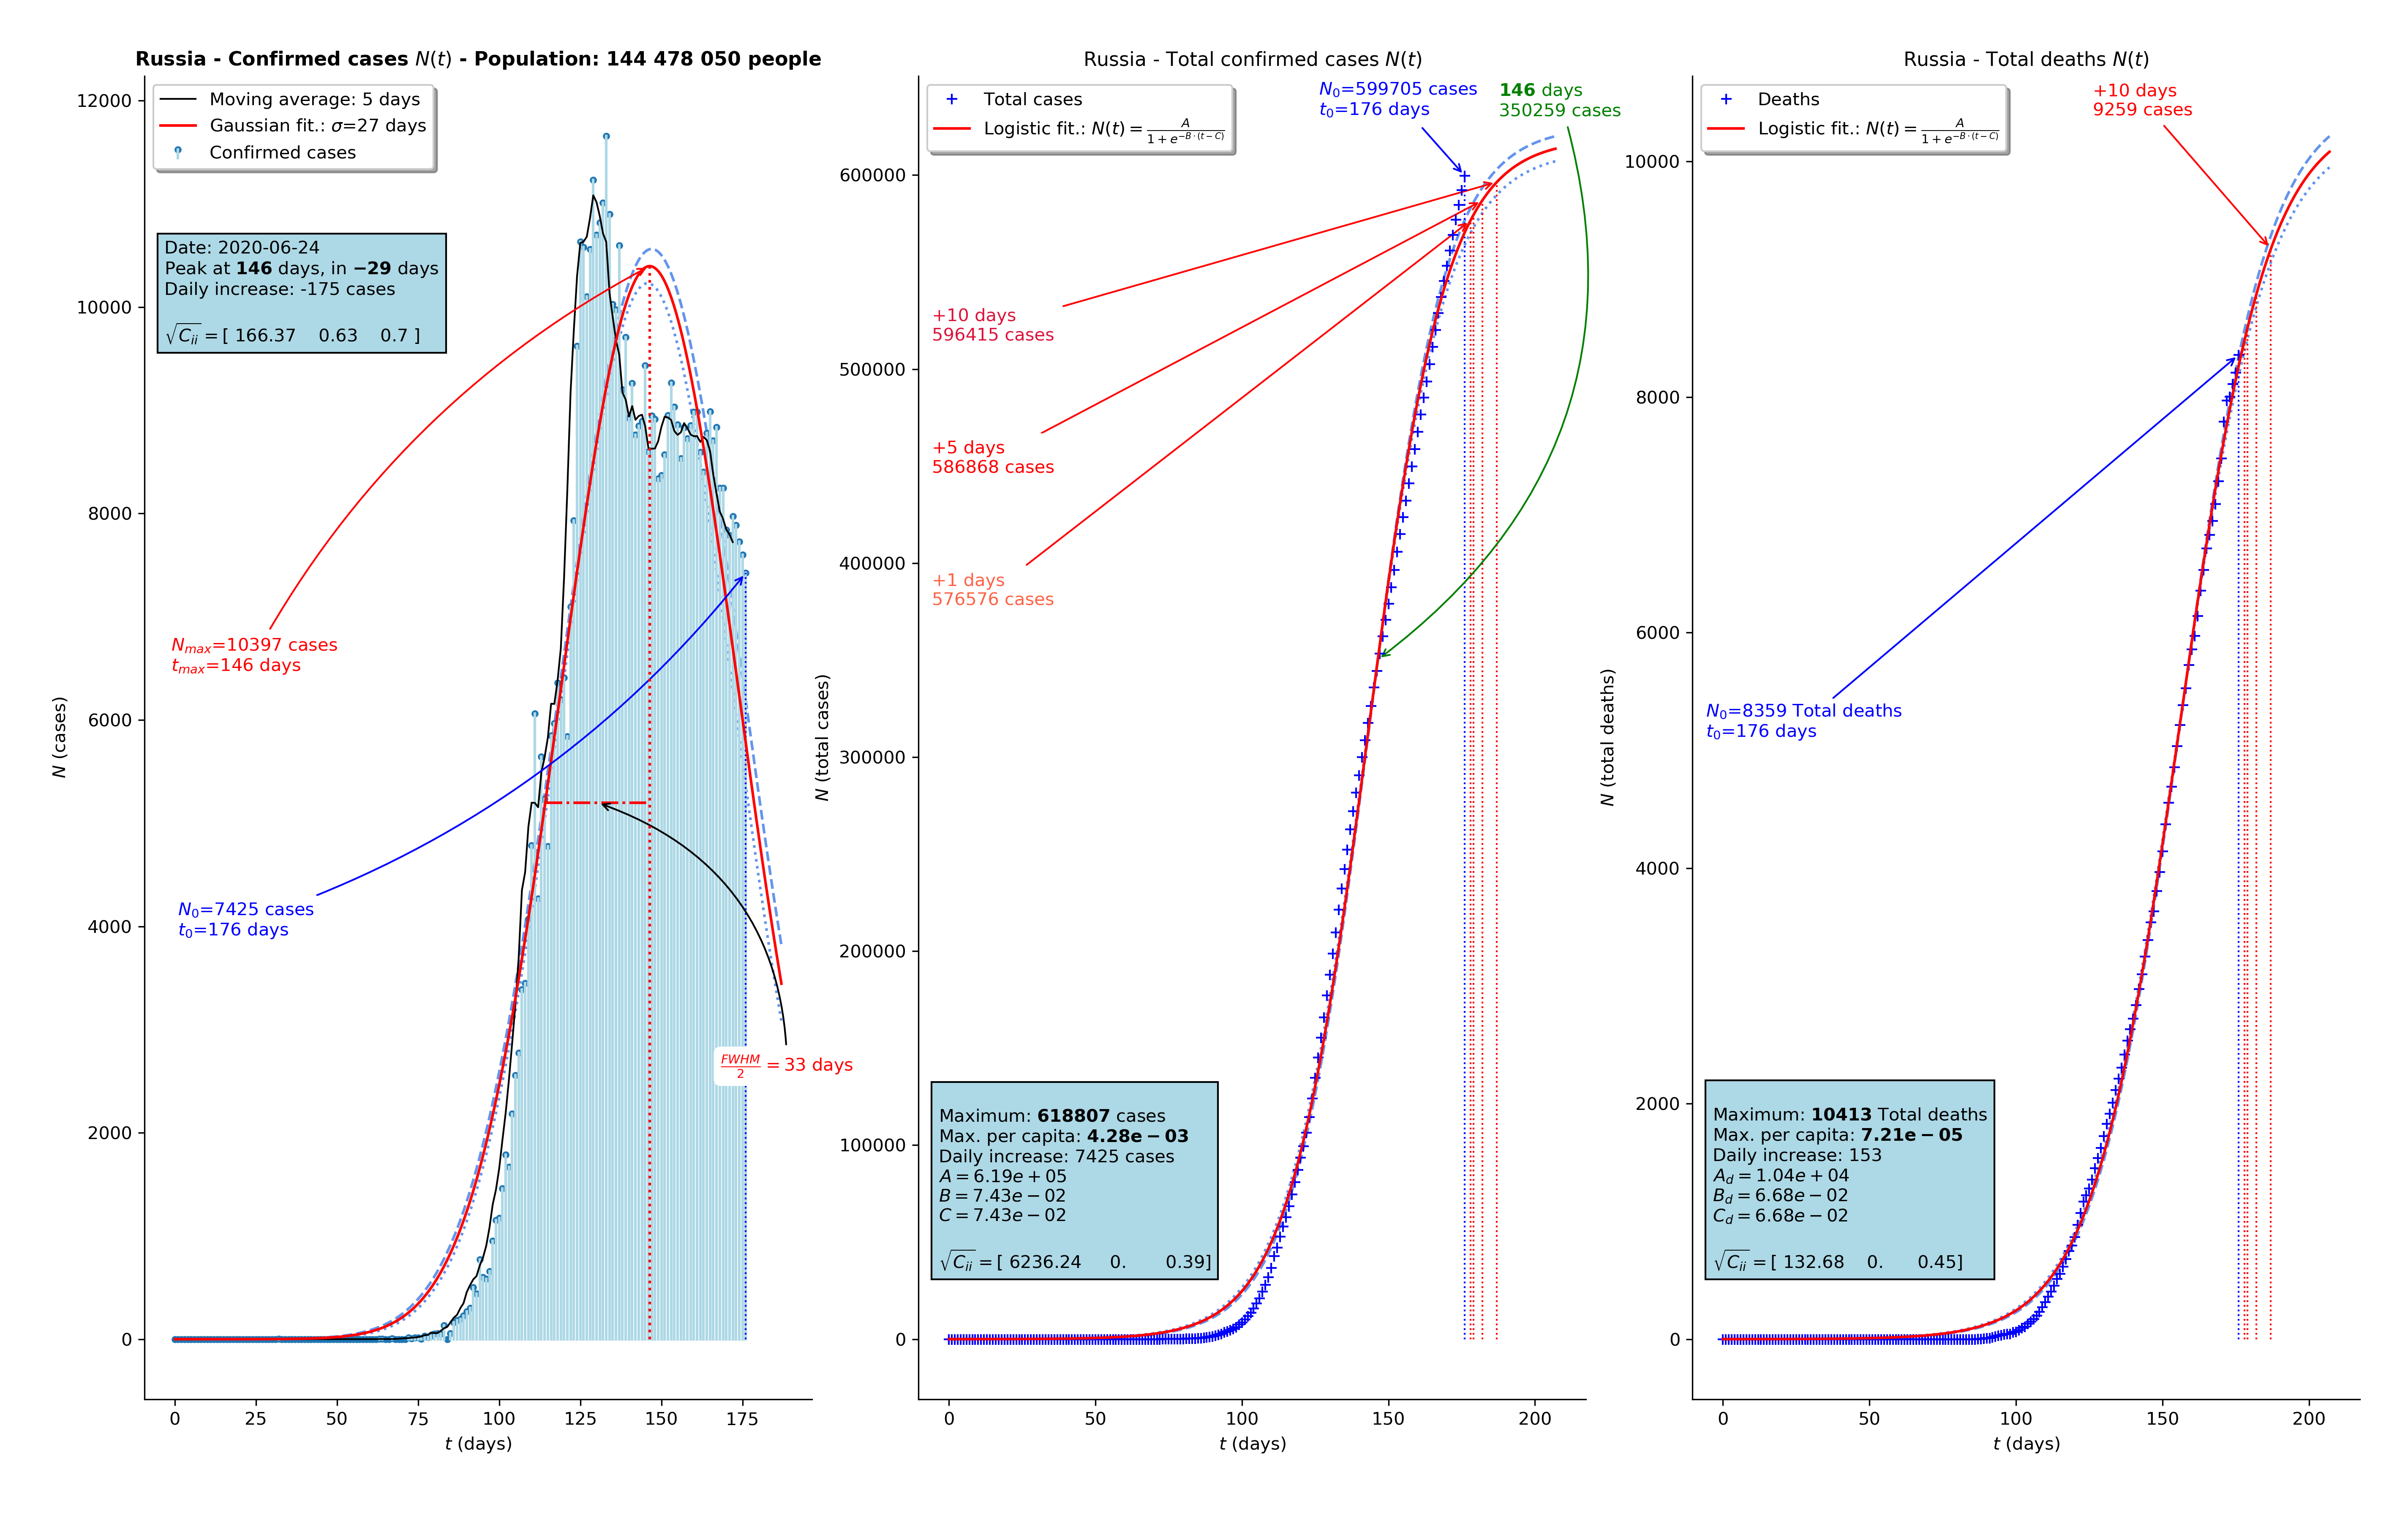 Russia - Confirmed cases N(t) - Population: 144 478 050 people
Moving average: 5 days
Gaussian fit.: σ=27 days
Confirmed cases
Date: 2020-06-24
Peak at 146 days, in −29 days
Daily increase: -175 cases
√C_ii = [ 166.37 0.63 0.7 ]
N_max=10397 cases
t_max=146 days
N_0=7425 cases
t_0=176 days
FWHM/2 = 33 days
12000
10000
8000
6000
4000
2000
0
N (cases)
0 25 50 75 100 125 150 175
t (days)
Russia - Total confirmed cases N(t)
Total cases
Logistic fit.: N(t) = A/(1 + e^{−B·(t−C)})
N_0=599705 cases
t_0=176 days
146 days
350259 cases
+10 days
596415 cases
+5 days
586868 cases
+1 days
576576 cases
Maximum: 618807 cases
Max. per capita: 4.28e − 03
Daily increase: 7425 cases
A = 6.19e + 05
B = 7.43e − 02
C = 7.43e − 02
√C_ii = [ 6236.24 0. 0.39]
600000
500000
400000
300000
200000
100000
0
N (total cases)
0 50 100 150 200
t (days)
Russia - Total deaths N(t)
Deaths
Logistic fit.: N(t) = A/(1 + e^{−B·(t−C)})
+10 days
9259 cases
N_0=8359 Total deaths
t_0=176 days
Maximum: 10413 Total deaths
Max. per capita: 7.21e − 05
Daily increase: 153
A_d = 1.04e + 04
B_d = 6.68e − 02
C_d = 6.68e − 02
√C_ii = [ 132.68 0. 0.45]
10000
8000
6000
4000
2000
0
N (total deaths)
0 50 100 150 200
t (days)